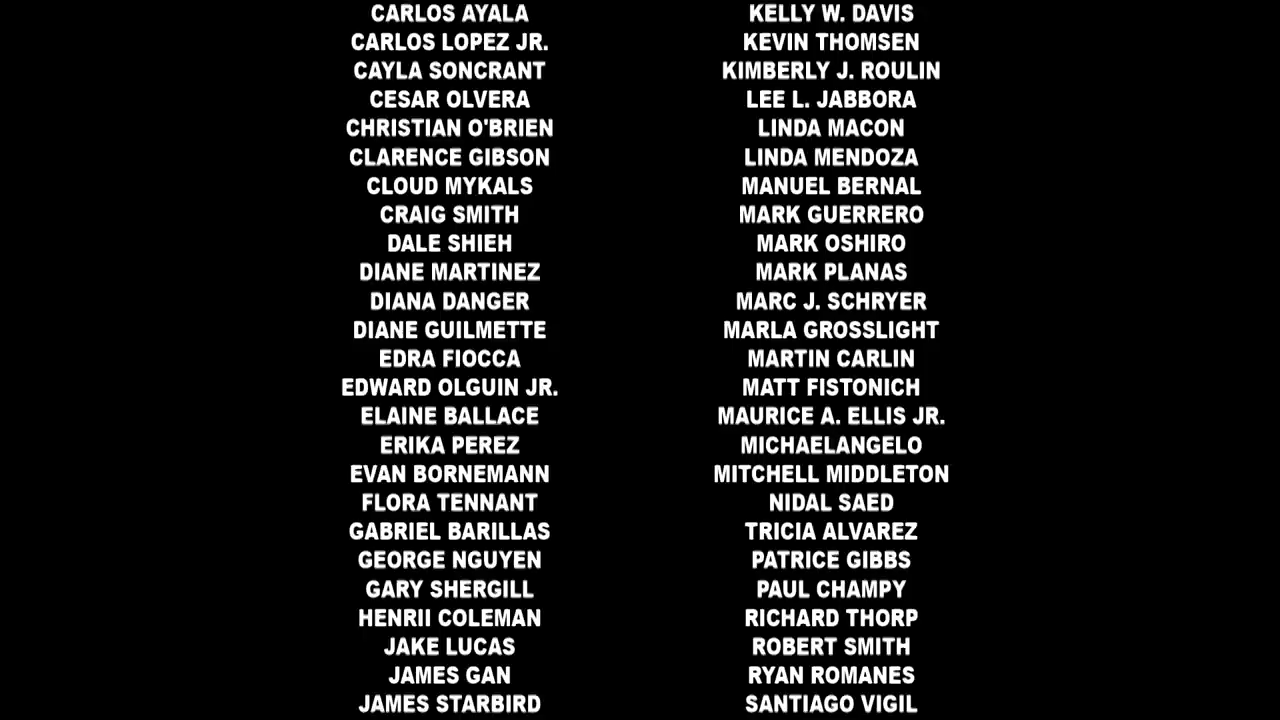 CARLOS AYALA
CARLOS LOPEZ JR.
CAYLA SONCRANT
CESAR OLVERA
CHRISTIAN O'BRIEN
CLARENCE GIBSON
CLOUD MYKALS
CRAIG SMITH
DALE SHIEH
DIANE MARTINEZ
DIANA DANGER
DIANE GUILMETTE
EDRA FIOCCA
EDWARD OLGUIN JR.
ELAINE BALLACE
ERIKA PEREZ
EVAN BORNEMANN
FLORA TENNANT
GABRIEL BARILLAS
GEORGE NGUYEN
GARY SHERGILL
HENRII COLEMAN
JAKE LUCAS
JAMES GAN
JAMES STARBIRD
KELLY W. DAVIS
KEVIN THOMSEN
KIMBERLY J. ROULIN
LEE L. JABBORA
LINDA MACON
LINDA MENDOZA
MANUEL BERNAL
MARK GUERRERO
MARK OSHIRO
MARK PLANAS
MARC J. SCHRYER
MARLA GROSSLIGHT
MARTIN CARLIN
MATT FISTONICH
MAURICE A. ELLIS JR.
MICHAELANGELO
MITCHELL MIDDLETON
NIDAL SAED
TRICIA ALVAREZ
PATRICE GIBBS
PAUL CHAMPY
RICHARD THORP
ROBERT SMITH
RYAN ROMANES
SANTIAGO VIGIL